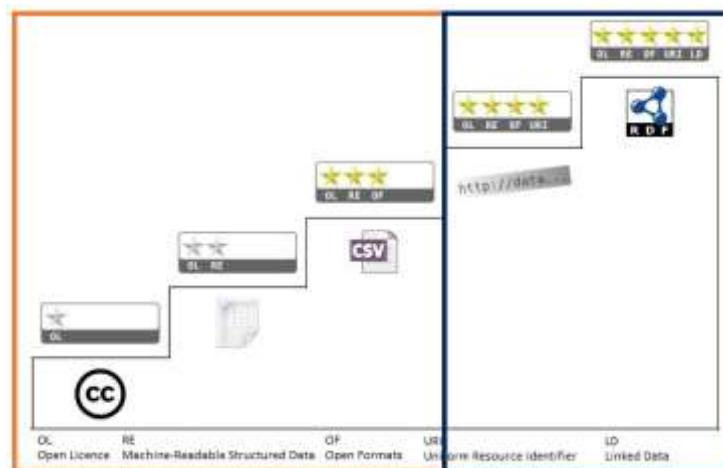 OL RE OF URI LD
OL RE OF URI
RDF
http://data...
OL RE OF
CSV
OL RE
OL
CC
OL RE OF URI LD
Open Licence Machine-Readable Structured Data Open Formats Uniform Resource Identifier Linked Data